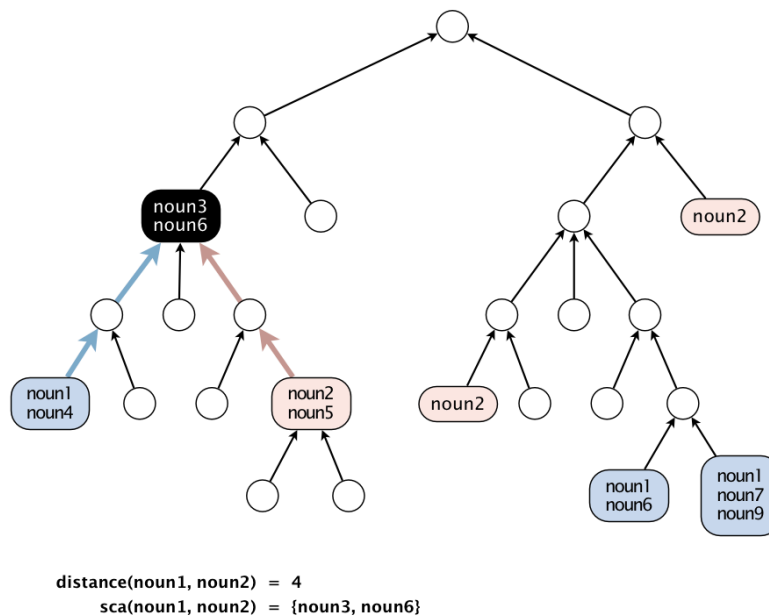 noun3
noun6
noun2
noun1
noun4
noun2
noun5
noun2
noun1
noun6
noun1
noun7
noun9
distance(noun1, noun2) = 4
sca(noun1, noun2) = {noun3, noun6}